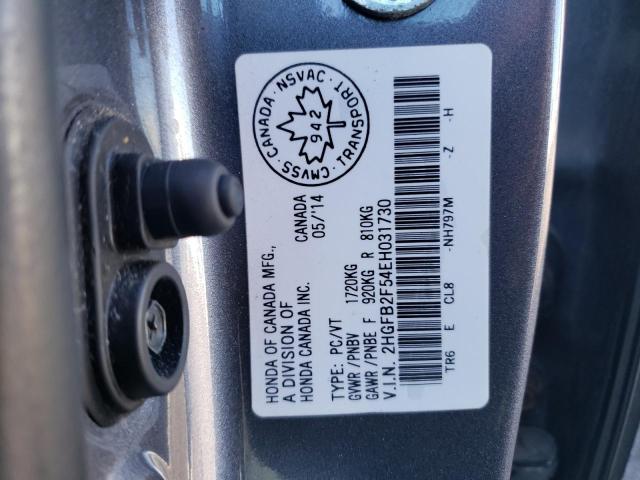 HONDA OF CANADA MFG.,
A DIVISION OF
HONDA CANADA INC.
CANADA
05/'14
TYPE: PC/VT
GVWR /PNBV 1720KG
GAWR /PNBE F 920KG R 810KG
V.I.N. 2HGFB2F54EH031730
TR6 E CL8 -NH797M -Z -H
CMVSS · CANADA · NSVAC · TRANSPORT
942